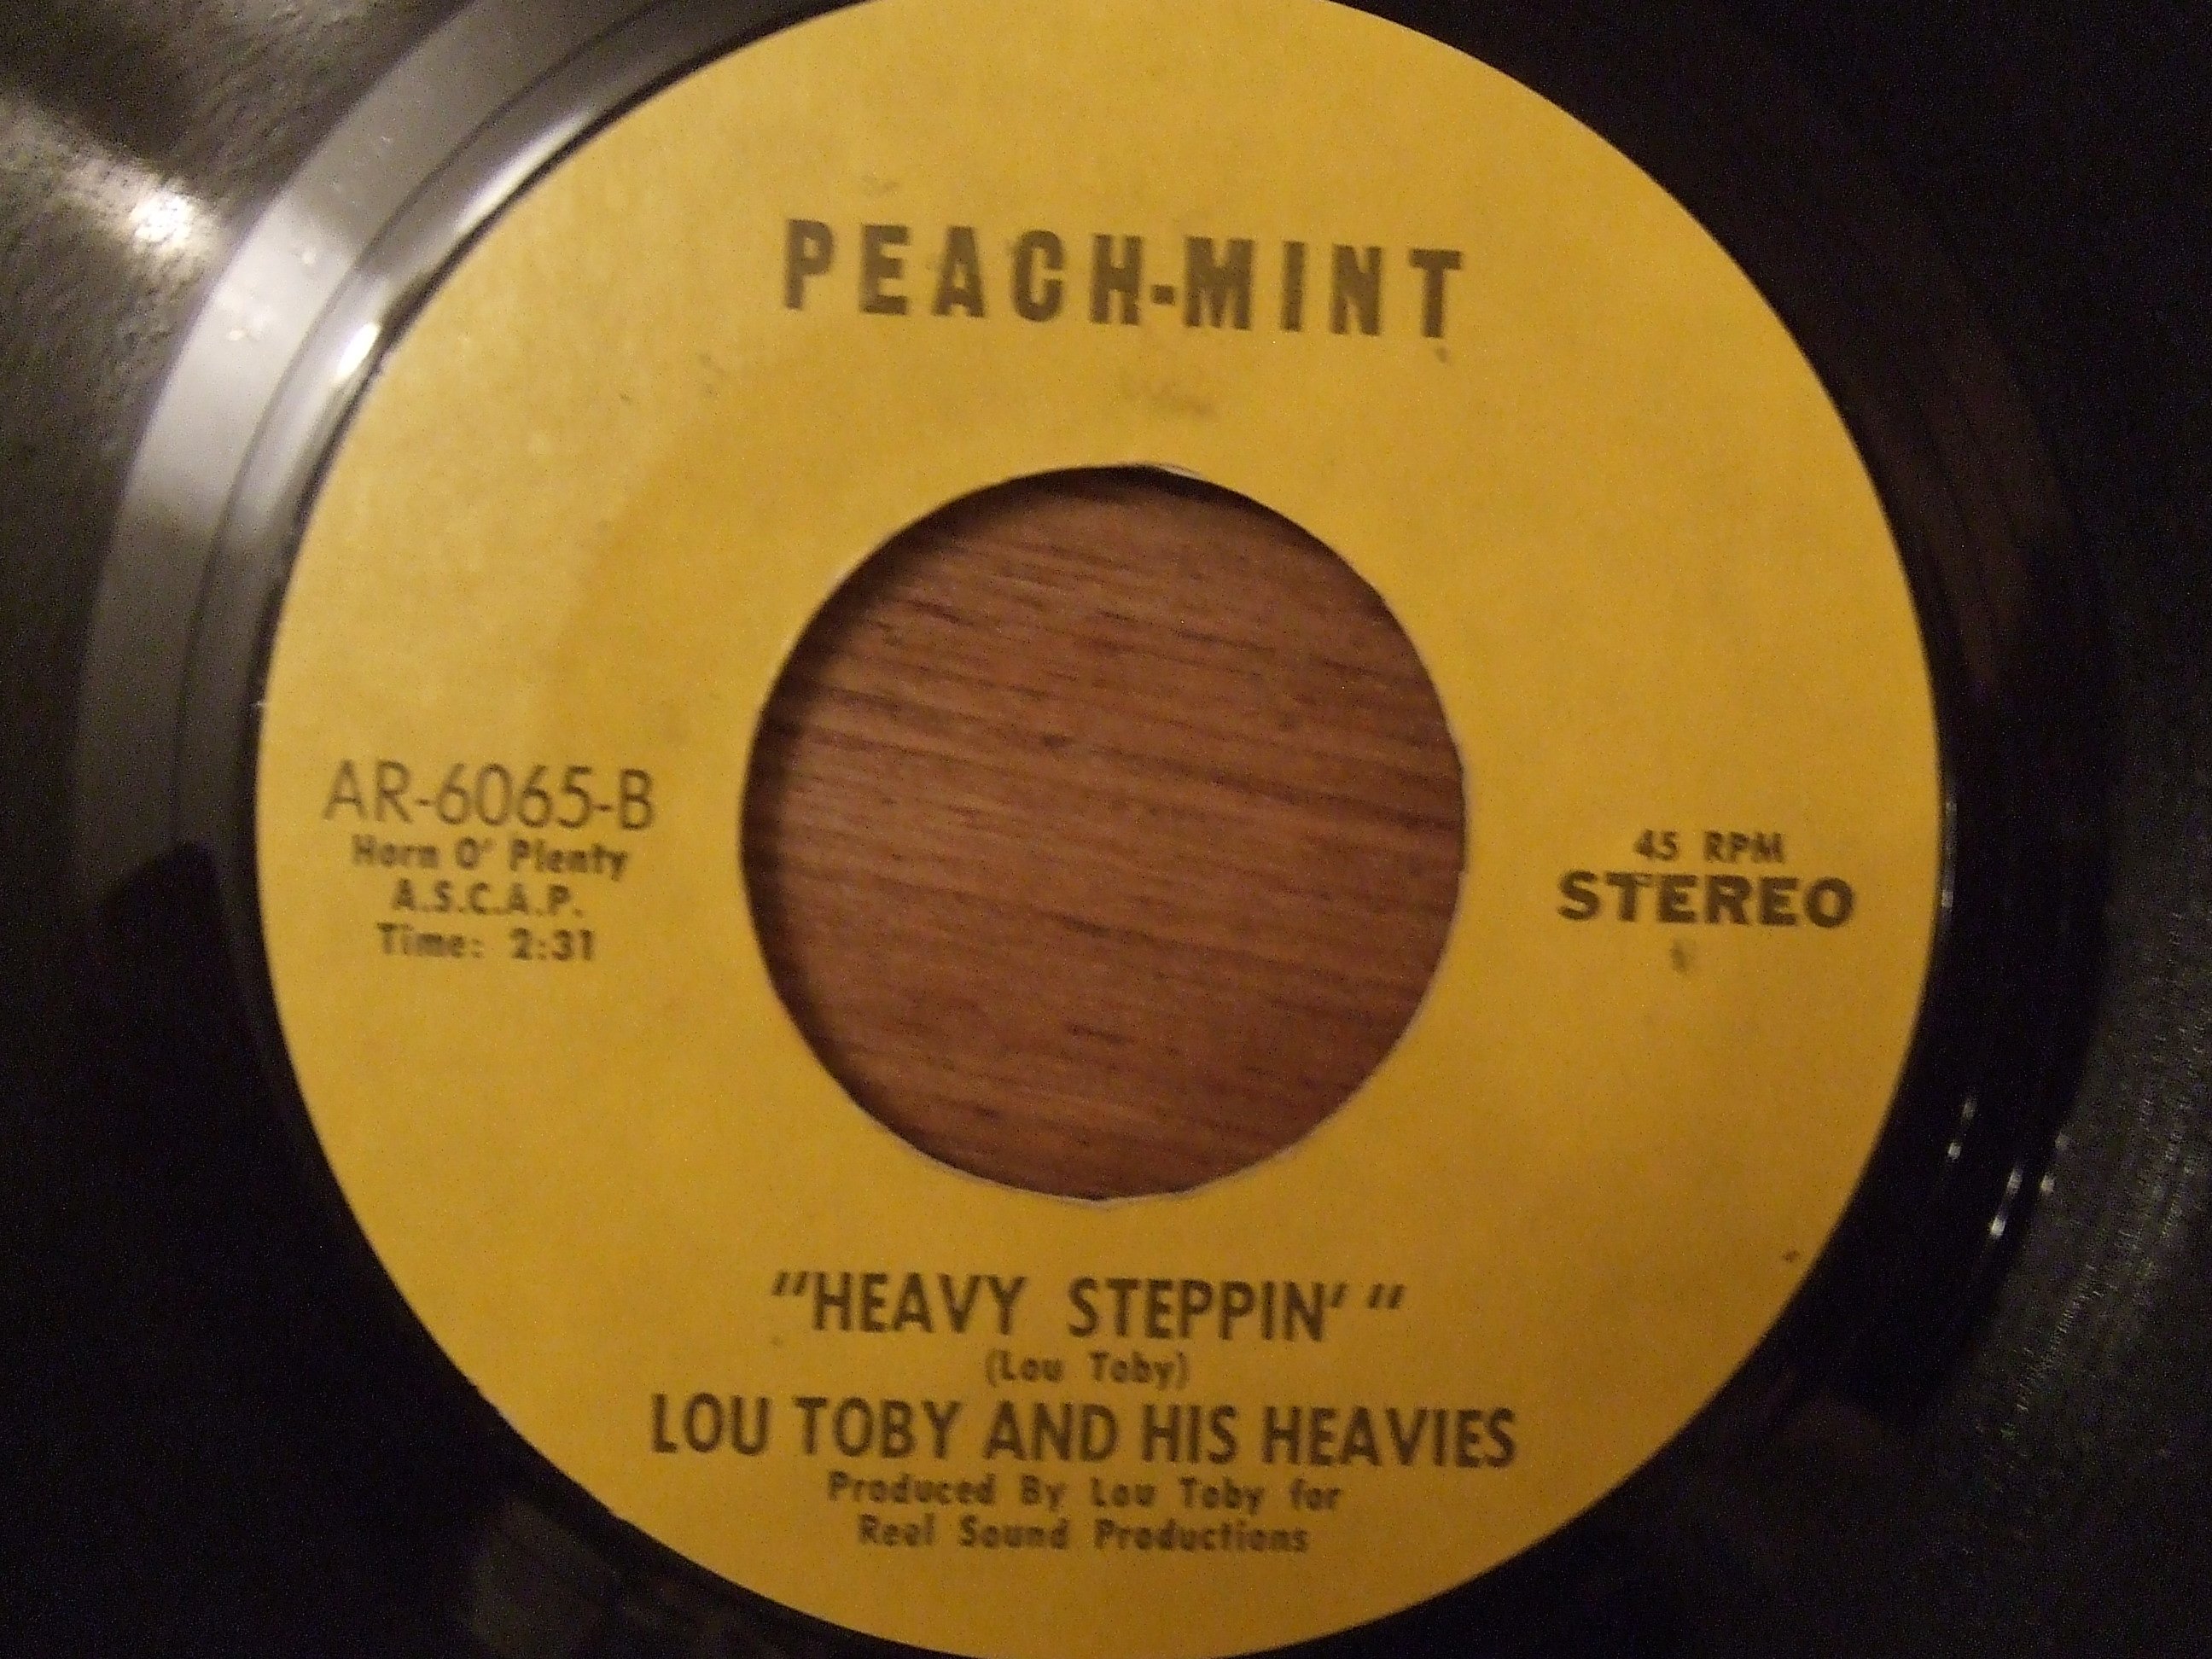 PEACH-MINT
AR-6065-B
Horn O' Plenty
A.S.C.A.P.
Time: 2:31
45 RPM
STEREO
"HEAVY STEPPIN' "
(Lou Toby)
LOU TOBY AND HIS HEAVIES
Produced By Lou Toby for
Reel Sound Productions